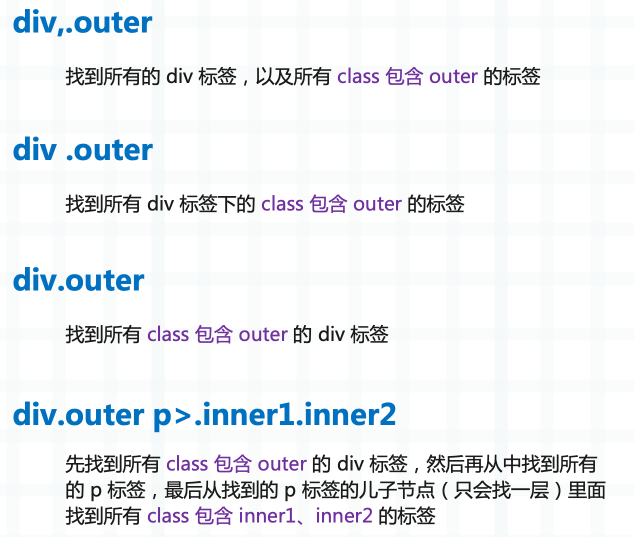 div,.outer
找到所有的 div 标签，以及所有 class 包含 outer 的标签
div .outer
找到所有 div 标签下的 class 包含 outer 的标签
div.outer
找到所有 class 包含 outer 的 div 标签
div.outer p>.inner1.inner2
先找到所有 class 包含 outer 的 div 标签，然后再从中找到所有
的 p 标签，最后从找到的 p 标签的儿子节点（只会找一层）里面
找到所有 class 包含 inner1、inner2 的标签